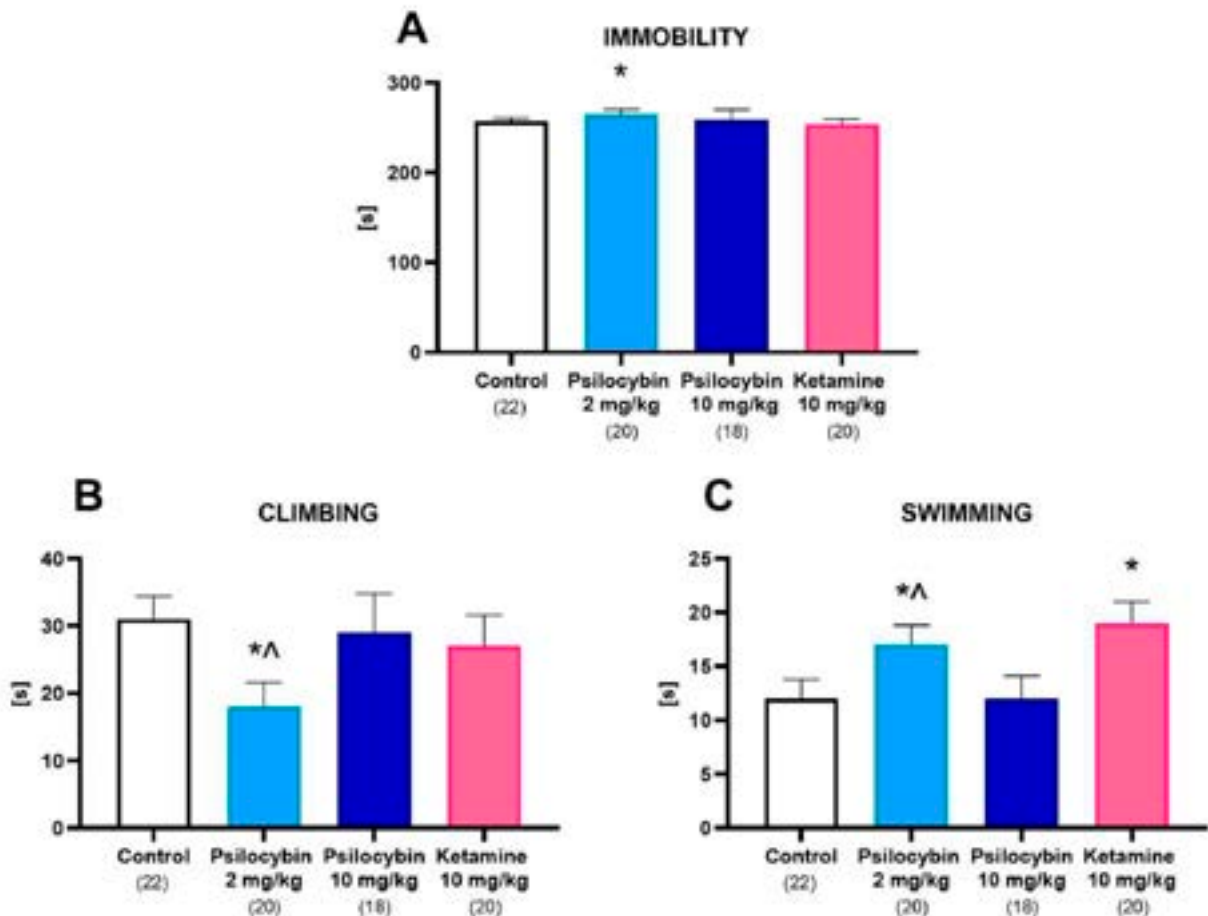 A
IMMOBILITY
*
300
200
100
0
[s]
Control Psilocybin Psilocybin Ketamine
2 mg/kg 10 mg/kg 10 mg/kg
(22) (20) (18) (20)
B
CLIMBING
40
30
20
10
0
[s]
*^
Control Psilocybin Psilocybin Ketamine
2 mg/kg 10 mg/kg 10 mg/kg
(22) (20) (18) (20)
C
SWIMMING
25
20
15
10
5
0
[s]
*^
*
Control Psilocybin Psilocybin Ketamine
2 mg/kg 10 mg/kg 10 mg/kg
(22) (20) (18) (20)